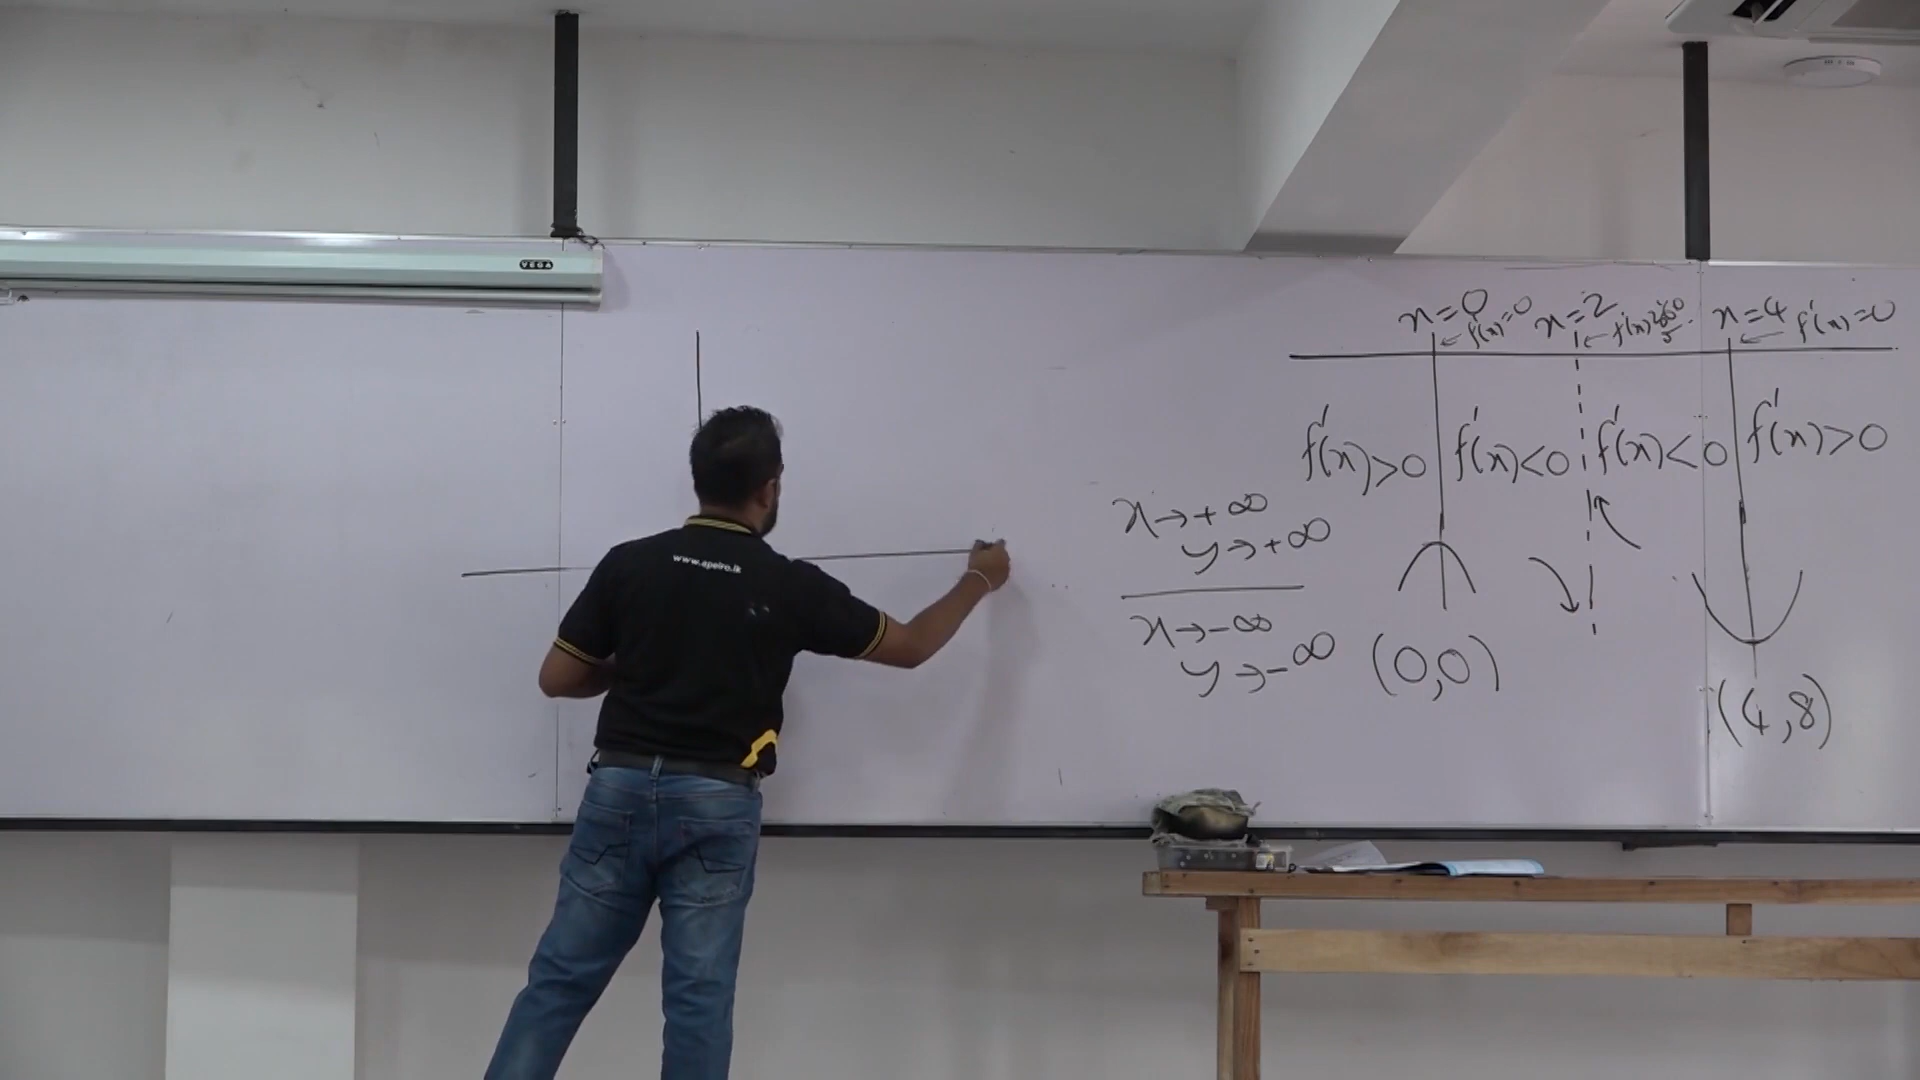 VEGA
www.apeiro.lk
x=0 x=2 x=4
← f'(x)=0 ← f'(x) ← f'(x)=0
f'(x)>0 f'(x)<0 f'(x)<0 f'(x)>0
x→+∞
y→+∞
x→-∞
y→-∞
(0,0)
(4,8)